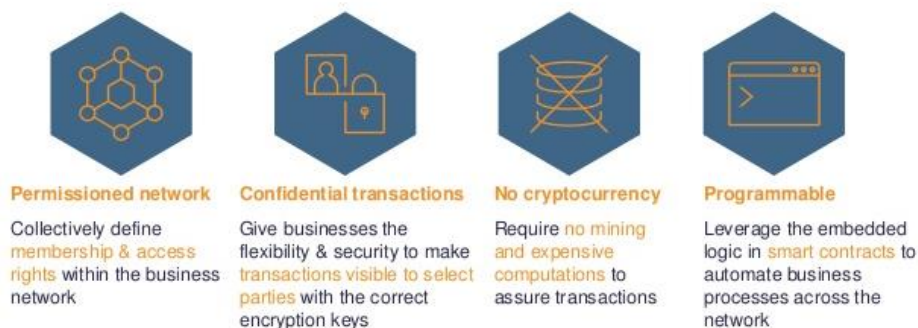 Permissioned network
Collectively define
membership & access
rights within the business
network
Confidential transactions
Give businesses the
flexibility & security to make
transactions visible to select
parties with the correct
encryption keys
No cryptocurrency
Require no mining
and expensive
computations to
assure transactions
Programmable
Leverage the embedded
logic in smart contracts to
automate business
processes across the
network